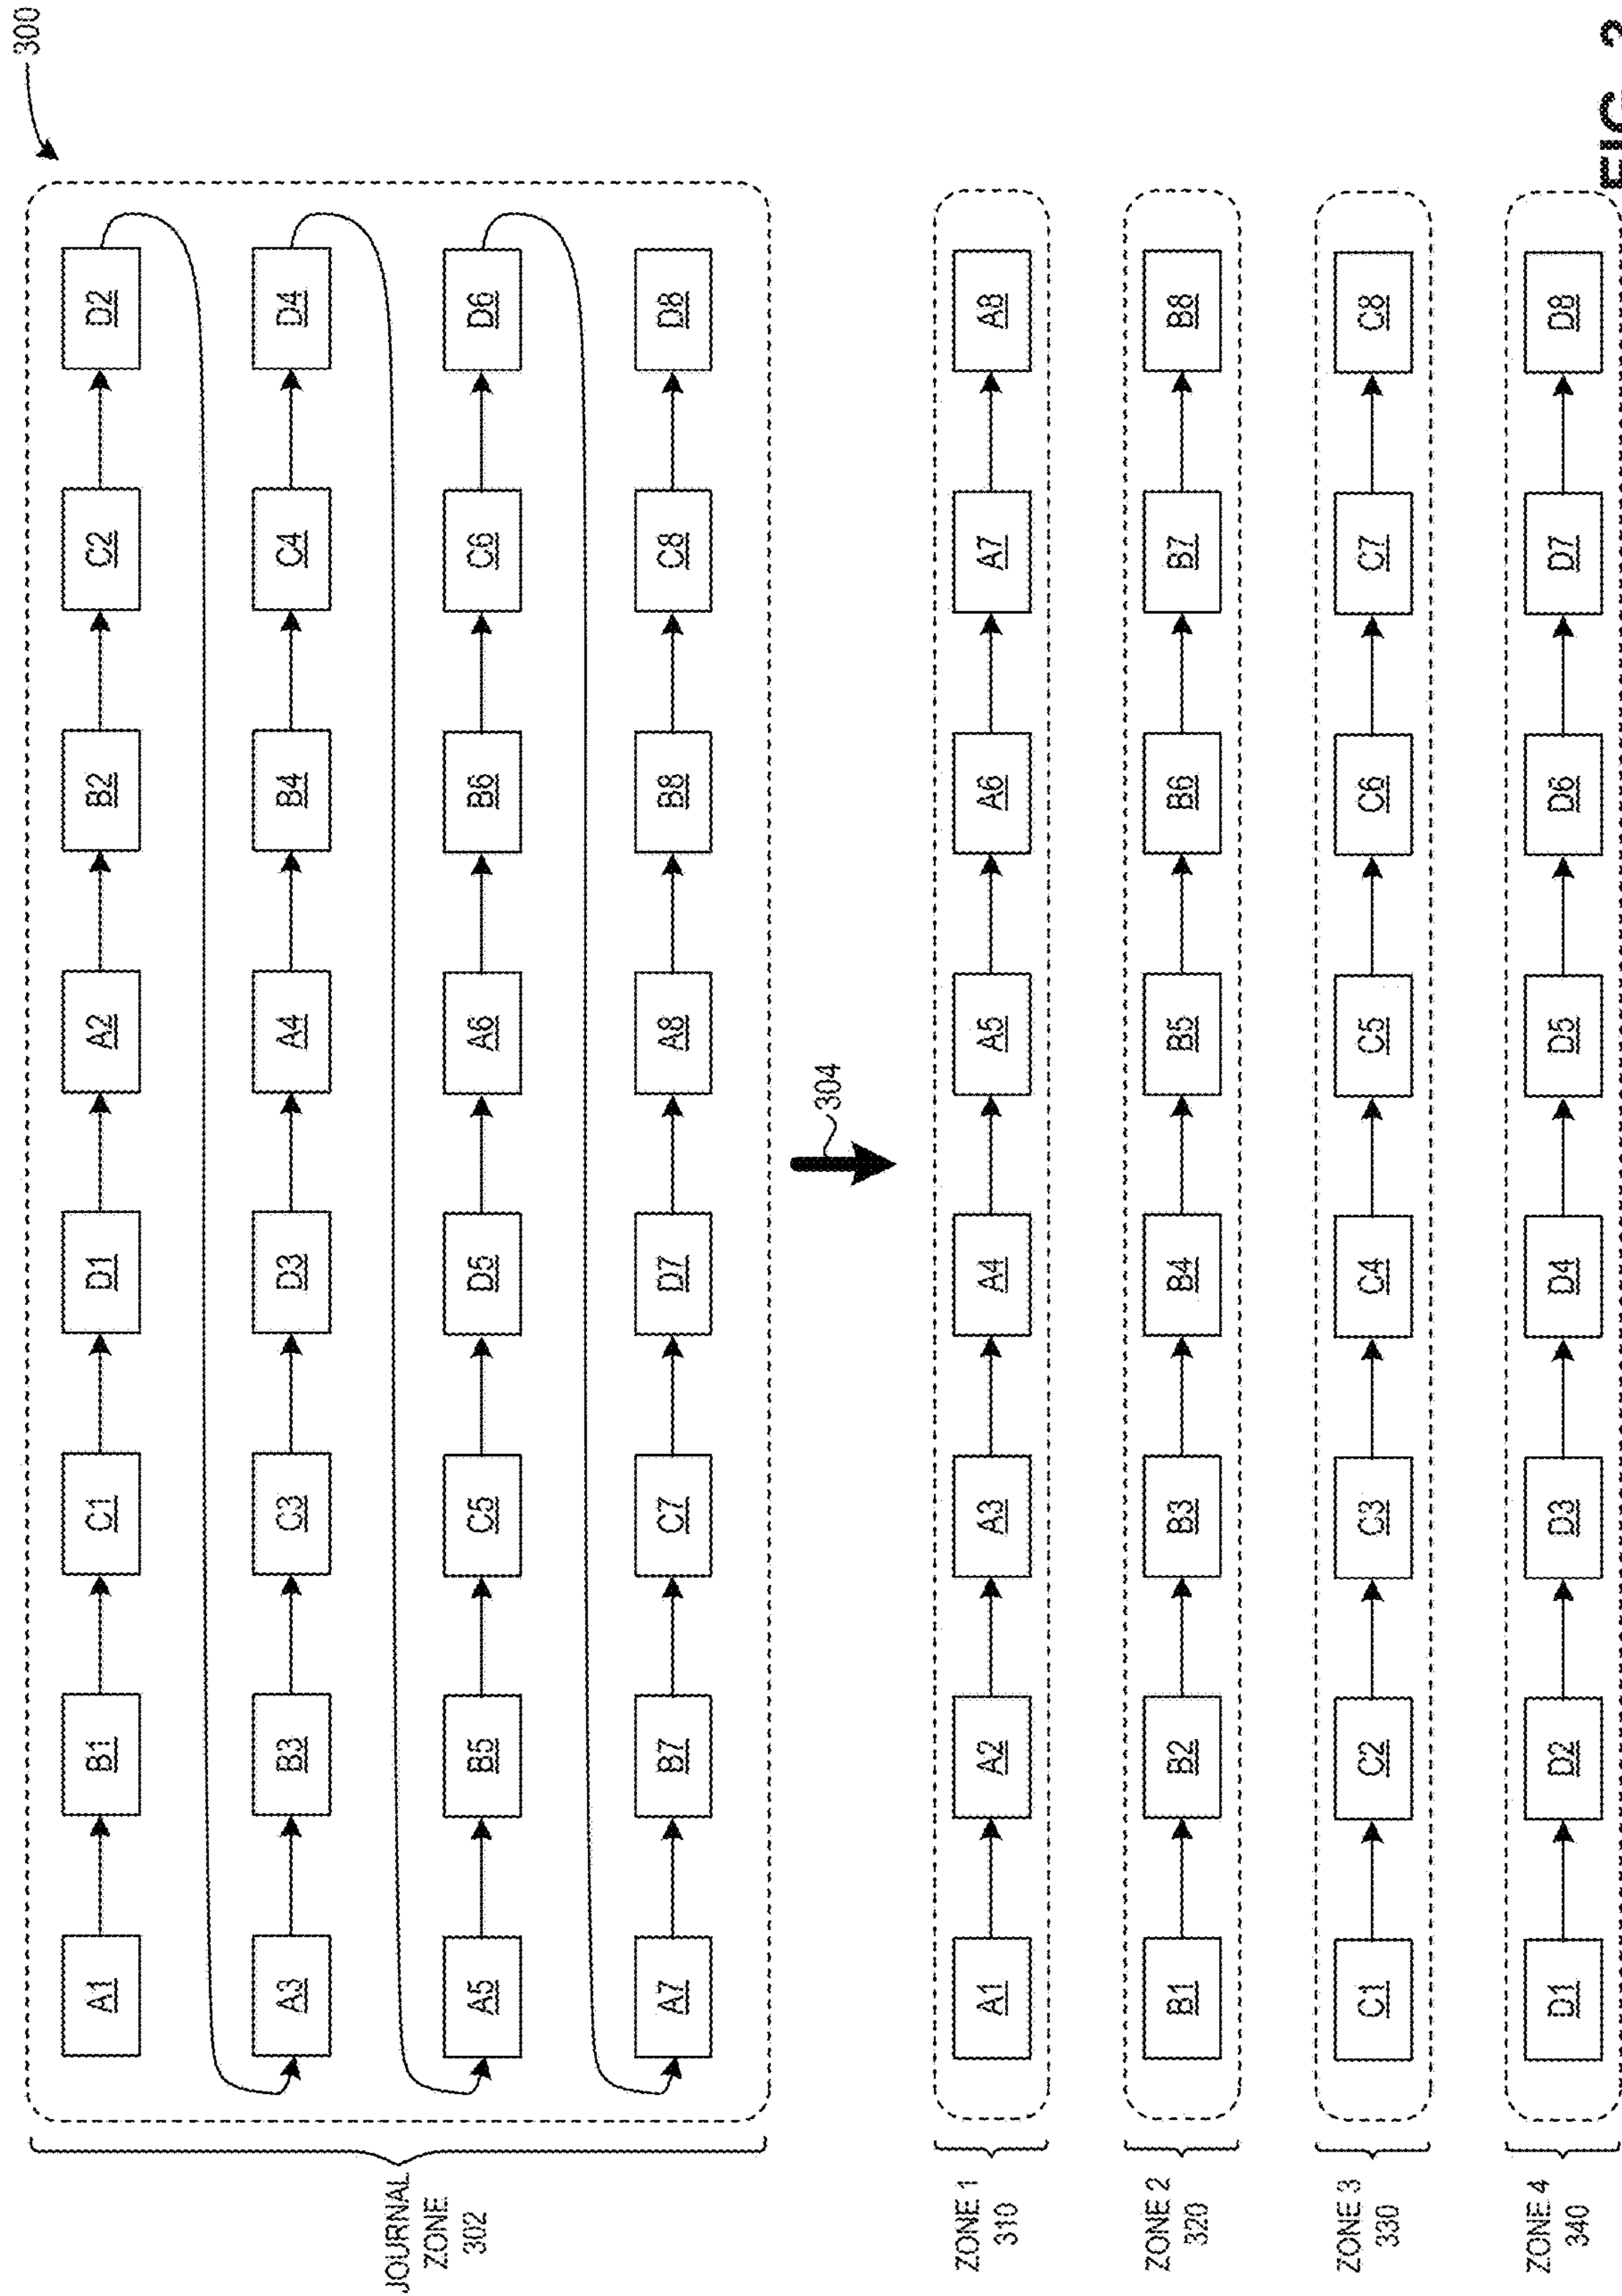 300
A1 B1 C1 D1 A2 B2 C2 D2
A3 B3 C3 D3 A4 B4 C4 D4
A5 B5 C5 D5 A6 B6 C6 D6
A7 B7 C7 D7 A8 B8 C8 D8
JOURNAL
ZONE
302
304
A1 A2 A3 A4 A5 A6 A7 A8
ZONE 1
310
B1 B2 B3 B4 B5 B6 B7 B8
ZONE 2
320
C1 C2 C3 C4 C5 C6 C7 C8
ZONE 3
330
D1 D2 D3 D4 D5 D6 D7 D8
ZONE 4
340